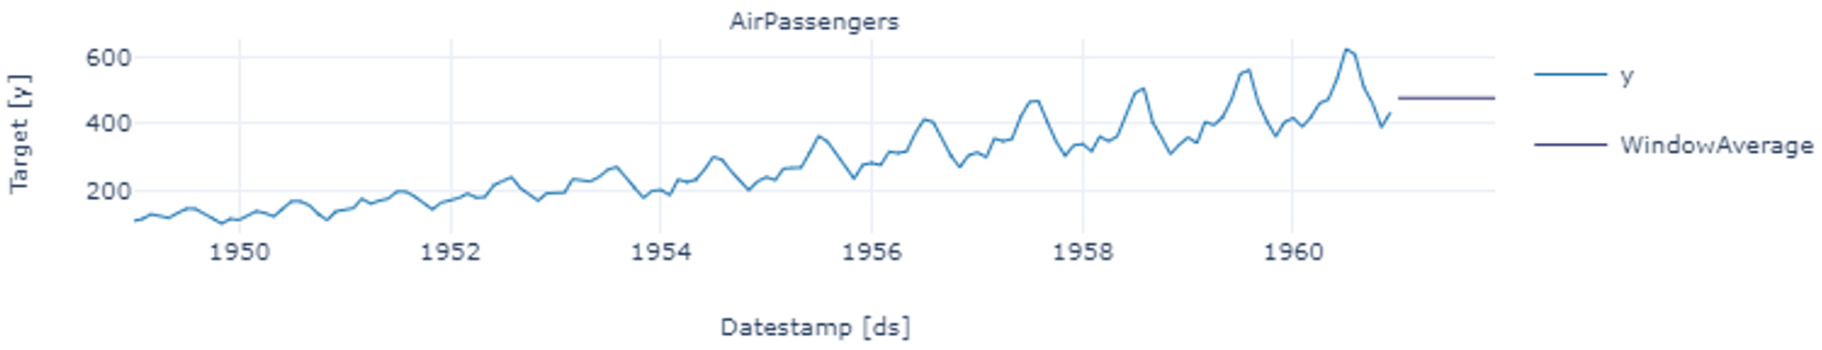 AirPassengers
Target [y]
600
400
200
1950 1952 1954 1956 1958 1960
Datestamp [ds]
y
WindowAverage